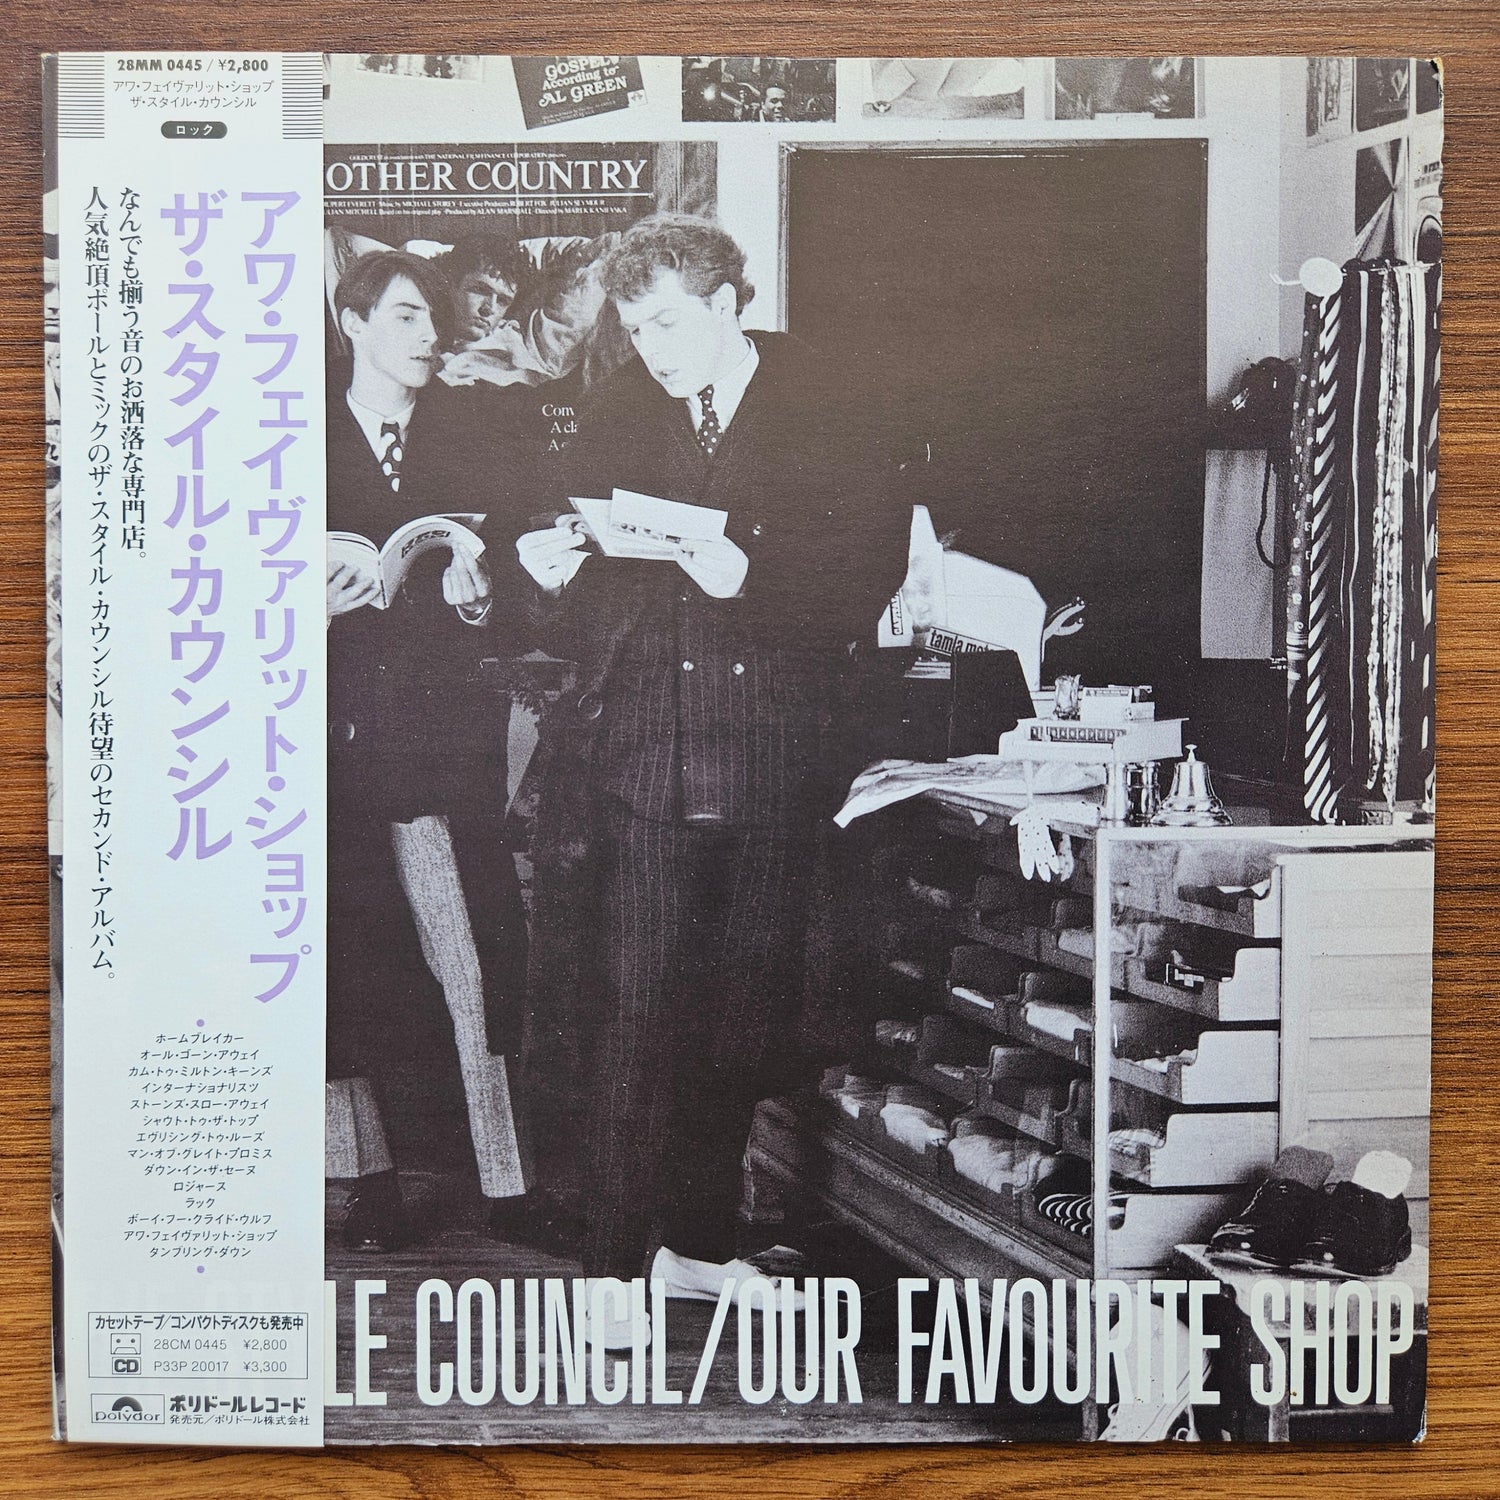 28MM 0445 / ¥2,800
アワ・フェイヴァリット・ショップ
ザ・スタイル・カウンシル
ロック
アワ・フェイヴァリット・ショップ
ザ・スタイル・カウンシル
なんでも揃う音のお洒落な専門店。
人気絶頂ポールとミックのザ・スタイル・カウンシル待望のセカンド・アルバム。
ホームブレイカー
オール・ゴーン・アウェイ
カム・トゥ・ミルトン・キーンズ
インターナショナリスツ
ストーンズ・スロー・アウェイ
シャウト・トゥ・ザ・トップ
エヴリシング・トゥ・ルーズ
マン・オブ・グレイト・プロミス
ダウン・イン・ザ・セーヌ
ロジャース
ラック
ボーイ・フー・クライド・ウルフ
アワ・フェイヴァリット・ショップ
タンブリング・ダウン
カセットテープ/コンパクトディスクも発売中
28CM 0445 ¥2,800
CD P33P 20017 ¥3,300
polydor
ポリドールレコード
発売元/ポリドール株式会社
GOSPEL
According to
AL GREEN
OTHER COUNTRY
Com
A cla
tamla mot
LE COUNCIL/OUR FAVOURITE SHOP